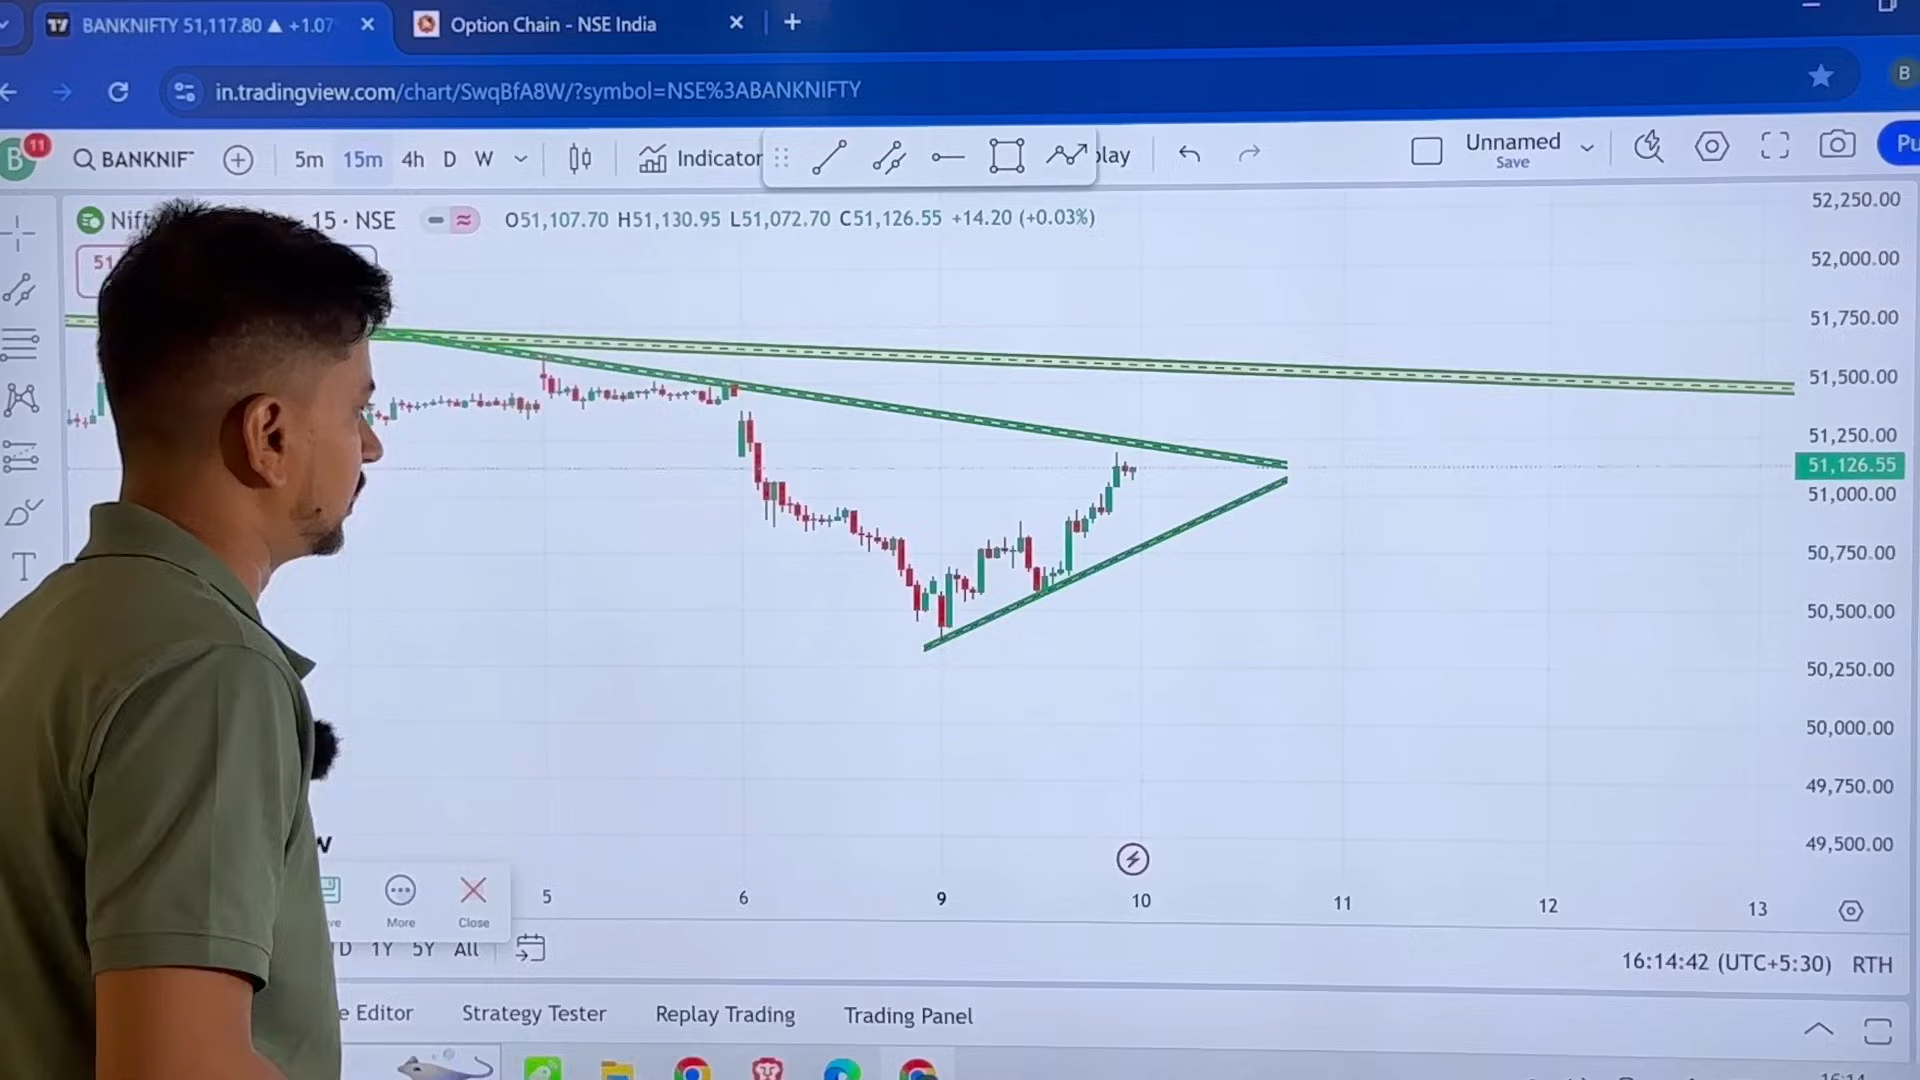 BANKNIFTY 51,117.80 ▲ +1.07
Option Chain - NSE India
in.tradingview.com/chart/SwqBfA8W/?symbol=NSE%3ABANKNIFTY
B
B 11
BANKNIF
5m 15m 4h D W
Indicator
play
Unnamed
Save
Pu
Nift 15 · NSE
O51,107.70 H51,130.95 L51,072.70 C51,126.55 +14.20 (+0.03%)
51
52,250.00
52,000.00
51,750.00
51,500.00
51,250.00
51,126.55
51,000.00
50,750.00
50,500.00
50,250.00
50,000.00
49,750.00
49,500.00
T
5 6 9 10 11 12 13
More
Close
D 1Y 5Y All
16:14:42 (UTC+5:30) RTH
e Editor
Strategy Tester
Replay Trading
Trading Panel